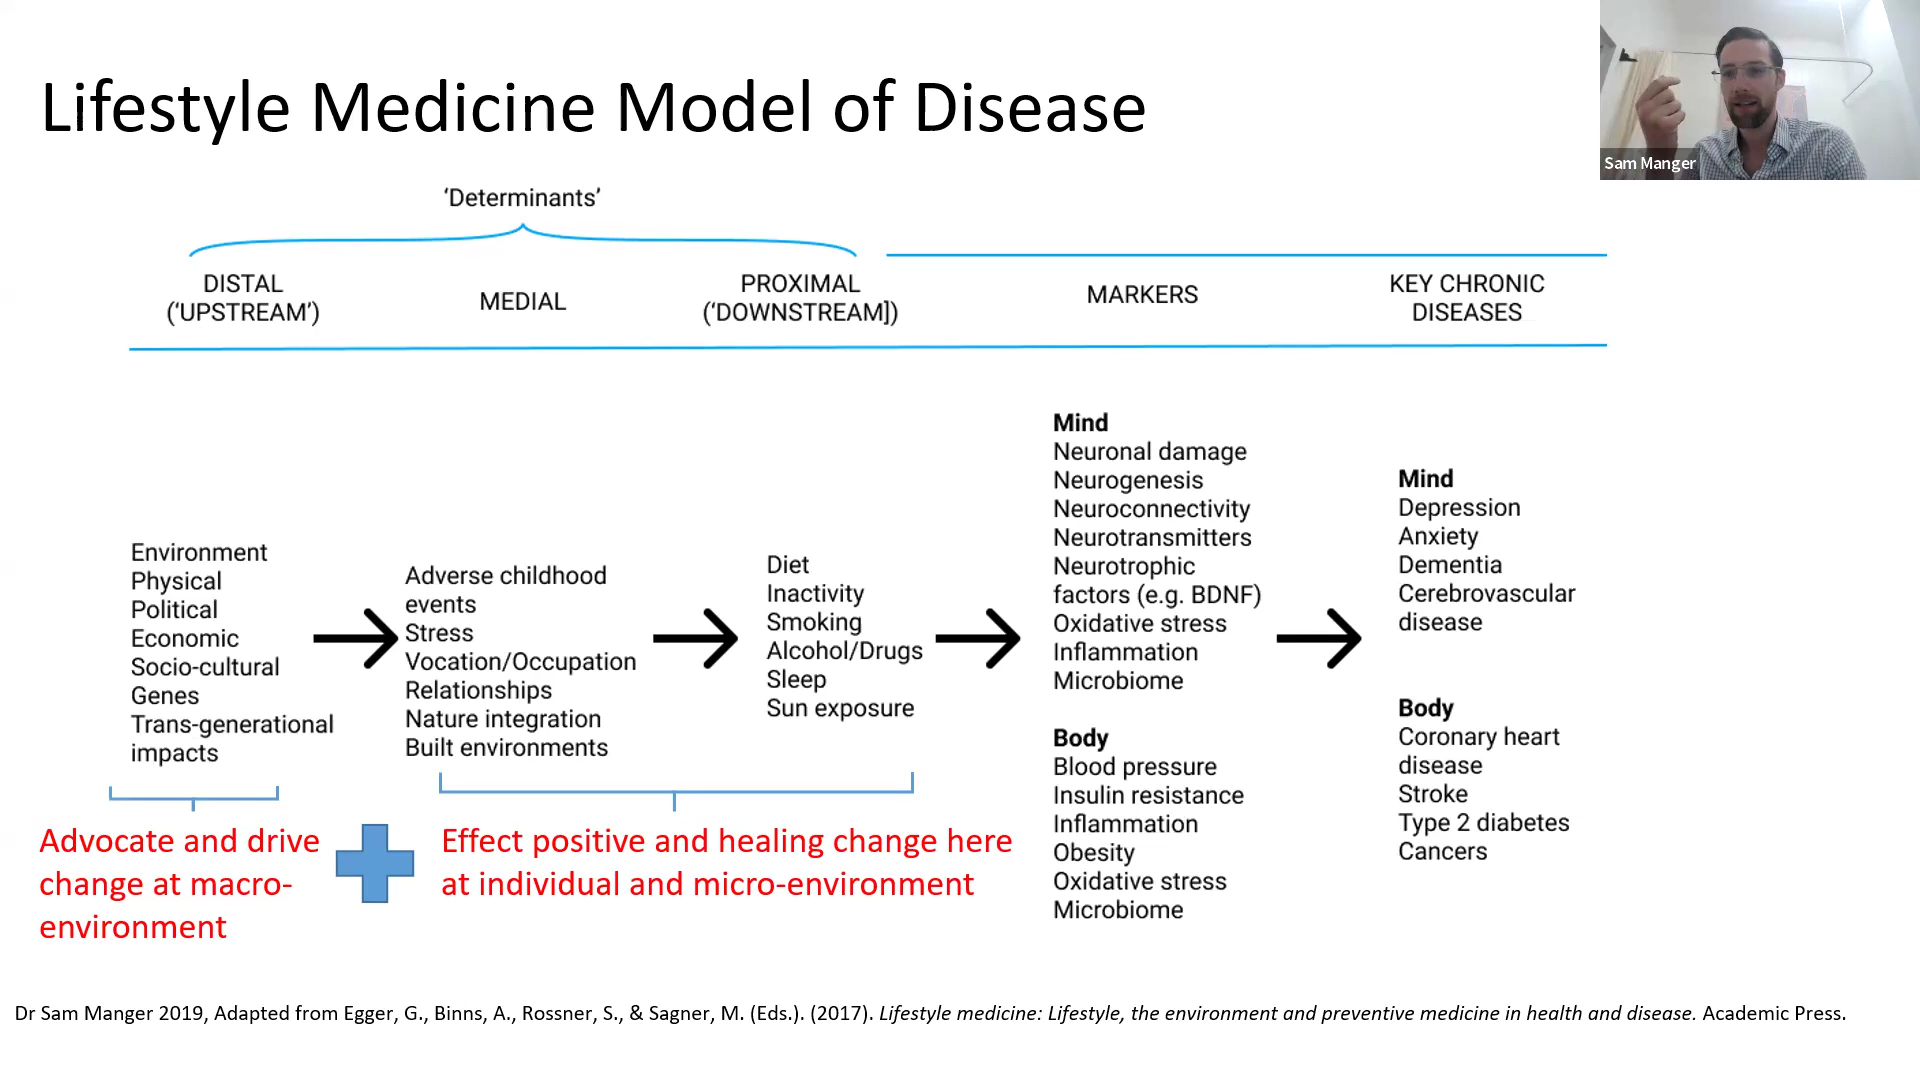 Lifestyle Medicine Model of Disease
Sam Manger
‘Determinants’
DISTAL
(‘UPSTREAM’)
MEDIAL
PROXIMAL
(‘DOWNSTREAM])
MARKERS
KEY CHRONIC
DISEASES
Environment
Physical
Political
Economic
Socio-cultural
Genes
Trans-generational
impacts
Adverse childhood
events
Stress
Vocation/Occupation
Relationships
Nature integration
Built environments
Diet
Inactivity
Smoking
Alcohol/Drugs
Sleep
Sun exposure
Mind
Neuronal damage
Neurogenesis
Neuroconnectivity
Neurotransmitters
Neurotrophic
factors (e.g. BDNF)
Oxidative stress
Inflammation
Microbiome
Body
Blood pressure
Insulin resistance
Inflammation
Obesity
Oxidative stress
Microbiome
Mind
Depression
Anxiety
Dementia
Cerebrovascular
disease
Body
Coronary heart
disease
Stroke
Type 2 diabetes
Cancers
Advocate and drive
change at macro-
environment
Effect positive and healing change here
at individual and micro-environment
Dr Sam Manger 2019, Adapted from Egger, G., Binns, A., Rossner, S., & Sagner, M. (Eds.). (2017). Lifestyle medicine: Lifestyle, the environment and preventive medicine in health and disease. Academic Press.